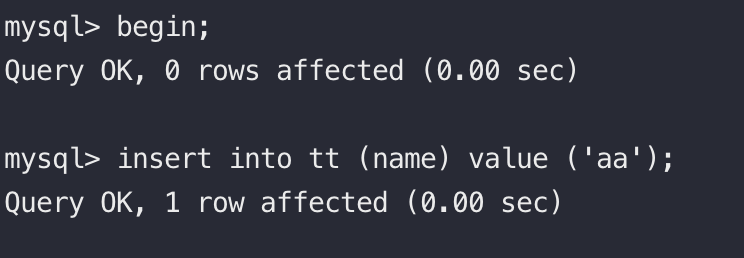 mysql> begin;
Query OK, 0 rows affected (0.00 sec)
mysql> insert into tt (name) value ('aa');
Query OK, 1 row affected (0.00 sec)